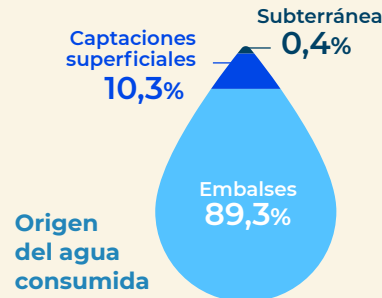 Subterránea
0,4%
Captaciones
superficiales
10,3%
Embalses
89,3%
Origen
del agua
consumida